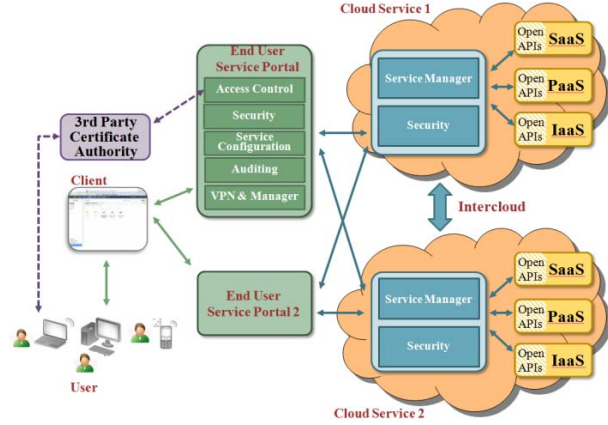 Cloud Service 1
End User
Service Portal
Access Control
Security
Service
Configuration
Auditing
VPN & Manager
3rd Party
Certificate
Authority
Client
User
End User
Service Portal 2
Service Manager
Security
Open
APIs
SaaS
Open
APIs
PaaS
Open
APIs
IaaS
Intercloud
Service Manager
Security
Open
APIs
SaaS
Open
APIs
PaaS
Open
APIs
IaaS
Cloud Service 2